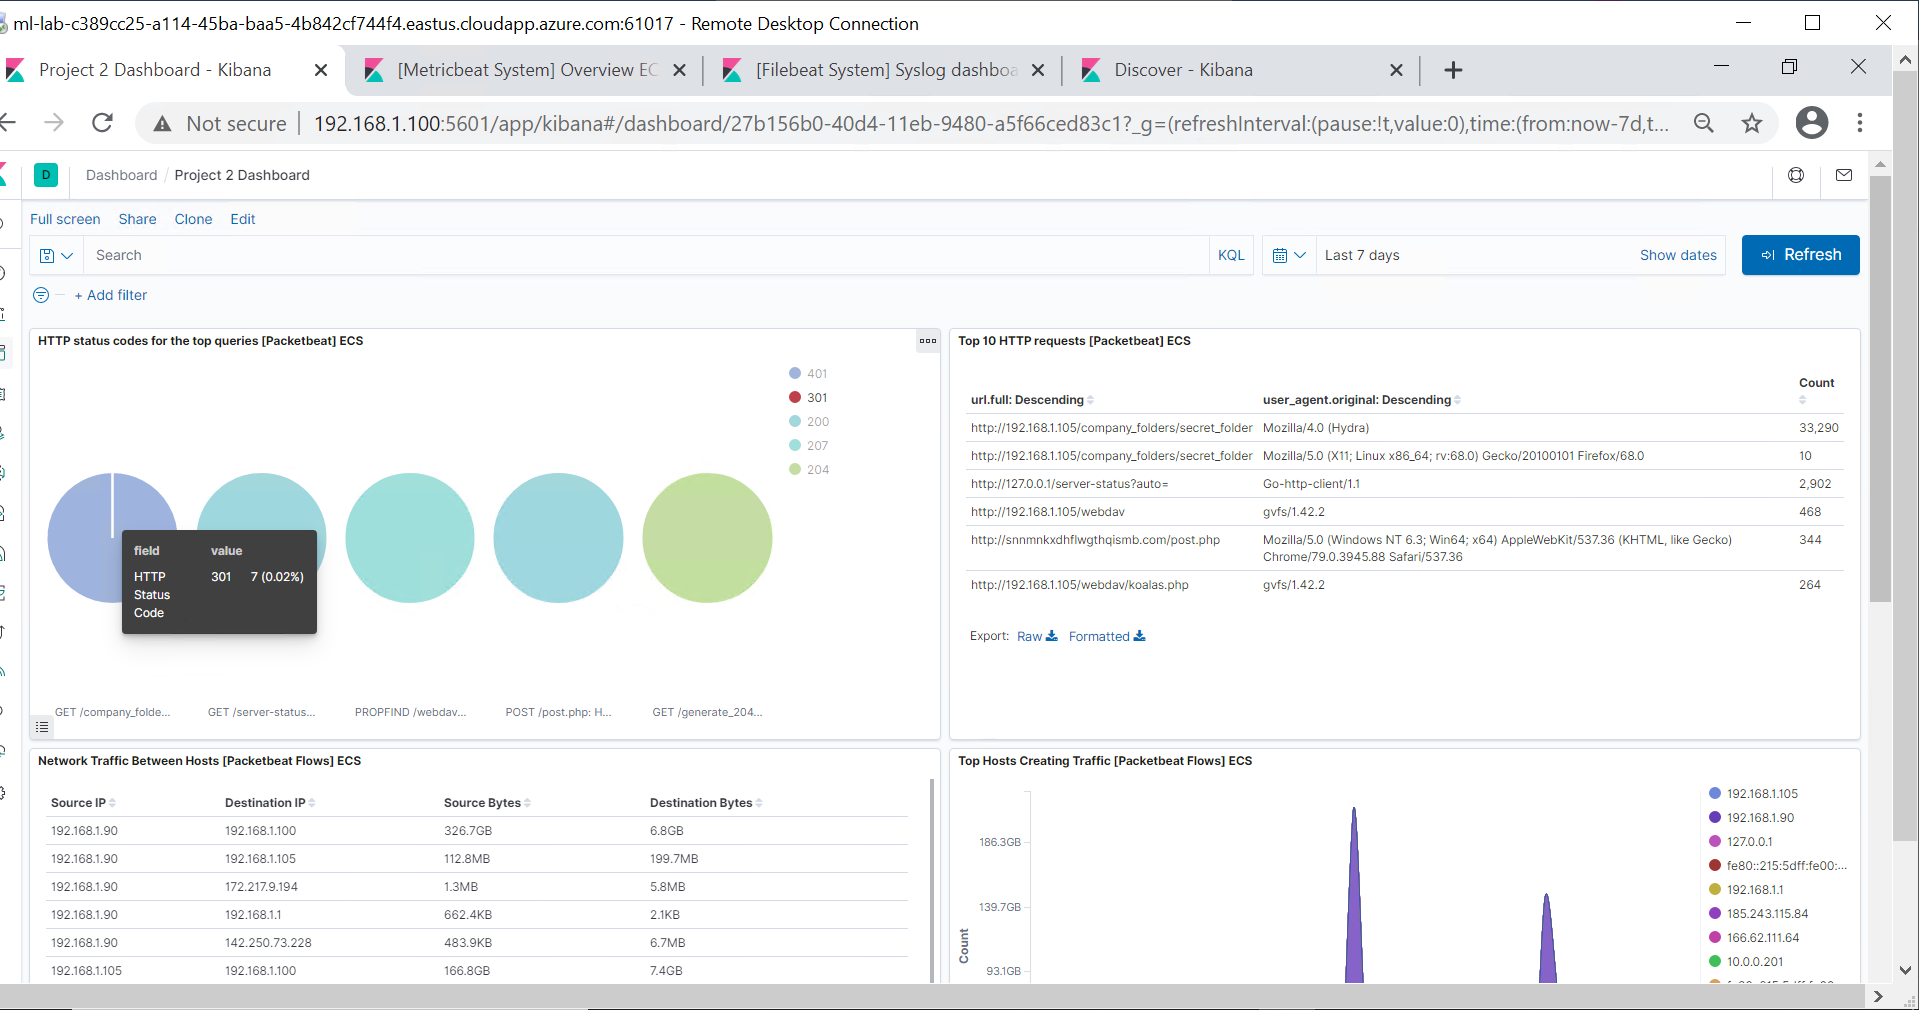 ml-lab-c389cc25-a114-45ba-baa5-4b842cf744f4.eastus.cloudapp.azure.com:61017 - Remote Desktop Connection
Project 2 Dashboard - Kibana
[Metricbeat System] Overview EC
[Filebeat System] Syslog dashboa
Discover - Kibana
Not secure
192.168.1.100:5601/app/kibana#/dashboard/27b156b0-40d4-11eb-9480-a5f66ced83c1?_g=(refreshInterval:(pause:!t,value:0),time:(from:now-7d,t...
D
Dashboard / Project 2 Dashboard
Full screen Share Clone Edit
Search
KQL
Last 7 days
Show dates
Refresh
+ Add filter
HTTP status codes for the top queries [Packetbeat] ECS
401
301
200
207
204
field value
HTTP Status Code 301 7 (0.02%)
GET /company_folde...
GET /server-status...
PROPFIND /webdav...
POST /post.php: H...
GET /generate_204...
Top 10 HTTP requests [Packetbeat] ECS
url.full: Descending user_agent.original: Descending Count
http://192.168.1.105/company_folders/secret_folder Mozilla/4.0 (Hydra) 33,290
http://192.168.1.105/company_folders/secret_folder Mozilla/5.0 (X11; Linux x86_64; rv:68.0) Gecko/20100101 Firefox/68.0 10
http://127.0.0.1/server-status?auto= Go-http-client/1.1 2,902
http://192.168.1.105/webdav gvfs/1.42.2 468
http://snnmnkxdhflwgthqismb.com/post.php Mozilla/5.0 (Windows NT 6.3; Win64; x64) AppleWebKit/537.36 (KHTML, like Gecko) 344
Chrome/79.0.3945.88 Safari/537.36
http://192.168.1.105/webdav/koalas.php gvfs/1.42.2 264
Export: Raw Formatted
Network Traffic Between Hosts [Packetbeat Flows] ECS
Source IP Destination IP Source Bytes Destination Bytes
192.168.1.90 192.168.1.100 326.7GB 6.8GB
192.168.1.90 192.168.1.105 112.8MB 199.7MB
192.168.1.90 172.217.9.194 1.3MB 5.8MB
192.168.1.90 192.168.1.1 662.4KB 2.1KB
192.168.1.90 142.250.73.228 483.9KB 6.7MB
192.168.1.105 192.168.1.100 166.8GB 7.4GB
Top Hosts Creating Traffic [Packetbeat Flows] ECS
186.3GB
139.7GB
93.1GB
Count
192.168.1.105
192.168.1.90
127.0.0.1
fe80::215:5dff:fe00:...
192.168.1.1
185.243.115.84
166.62.111.64
10.0.0.201